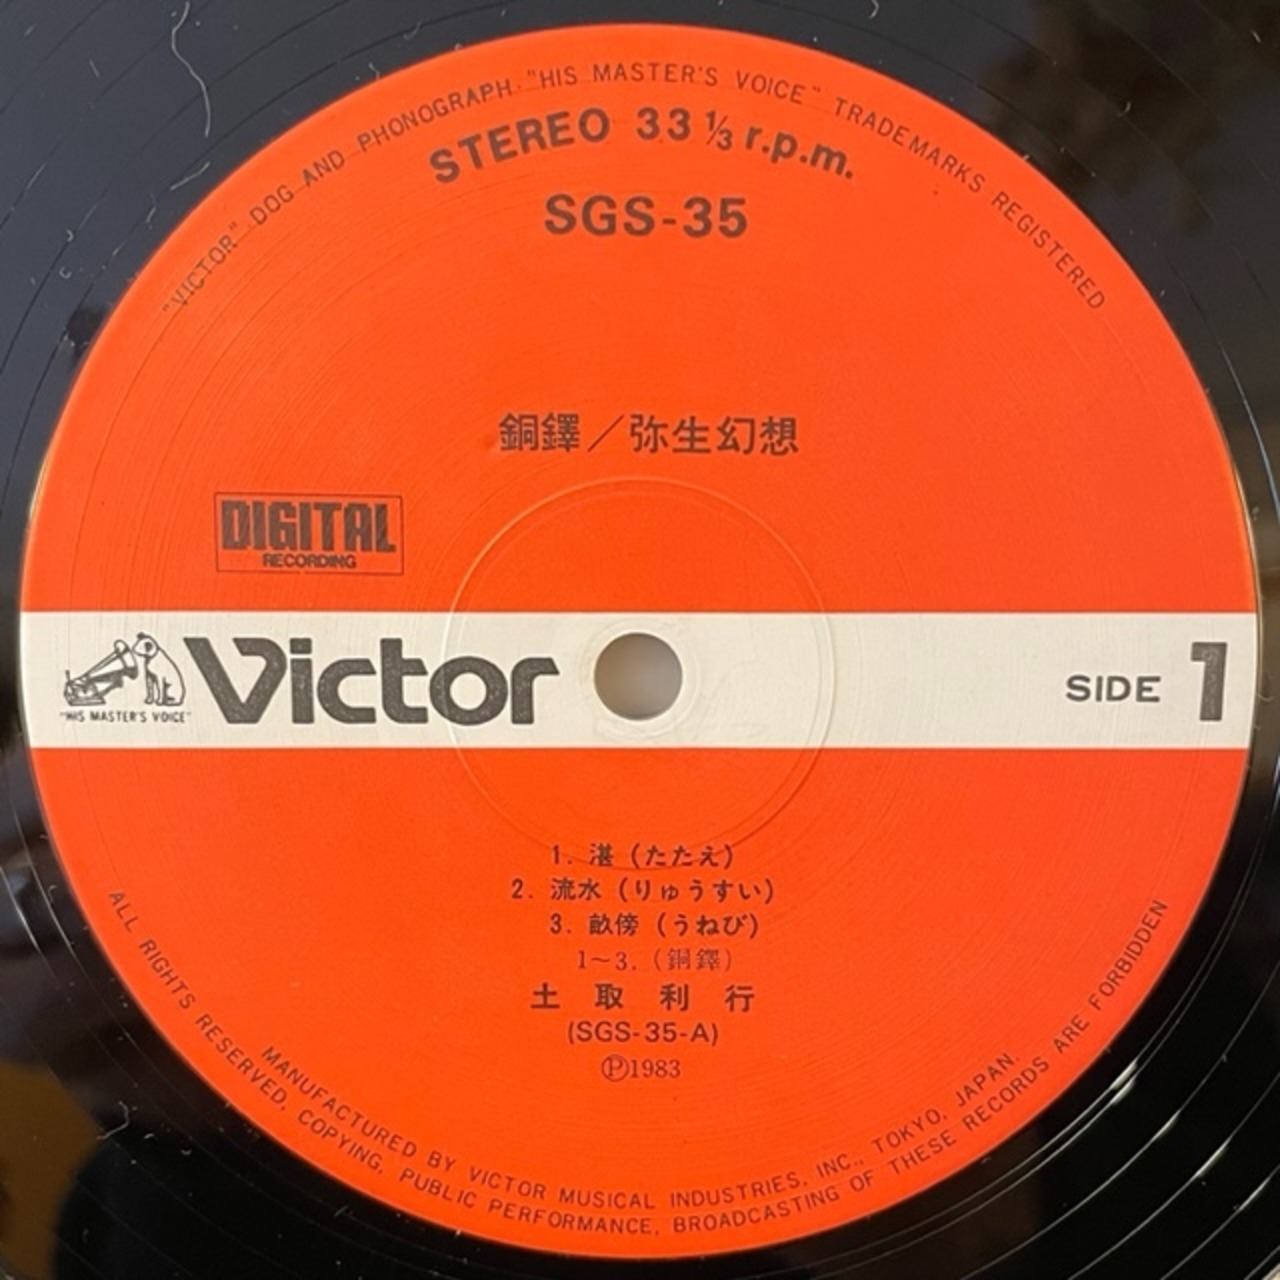 "VICTOR" DOG AND PHONOGRAPH·"HIS MASTER'S VOICE" TRADEMARKS REGISTERED
STEREO 33 ⅓ r.p.m.
SGS-35
銅鐸／弥生幻想
DIGITAL
RECORDING
"HIS MASTER'S VOICE"
Victor
SIDE 1
1. 湛（たたえ）
2. 流水（りゅうすい）
3. 畝傍（うねび）
1～3.（銅鐸）
土取利行
(SGS-35-A)
Ⓟ1983
MANUFACTURED BY VICTOR MUSICAL INDUSTRIES, INC., TOKYO, JAPAN.
ALL RIGHTS RESERVED. COPYING, PUBLIC PERFORMANCE, BROADCASTING OF THESE RECORDS ARE FORBIDDEN